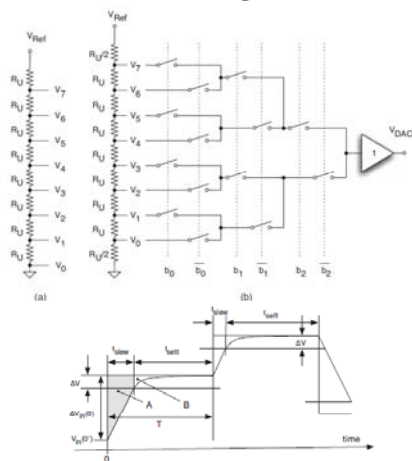 V_Ref
R_U
V_7
R_U
V_6
R_U
V_5
R_U
V_4
R_U
V_3
R_U
V_2
R_U
V_1
R_U
V_0
(a)
V_Ref
R_U/2
V_7
R_U
V_6
R_U
V_5
R_U
V_4
R_U
V_3
R_U
V_2
R_U
V_1
R_U
V_0
R_U/2
b_0
b̄_0
b_1
b̄_1
b_2
b̄_2
1
V_DAC
(b)
t_slew t_sett
ΔV
t_slew t_sett
ΔV
A B
ΔV_in(0)
T
V_in(0⁻)
0
time